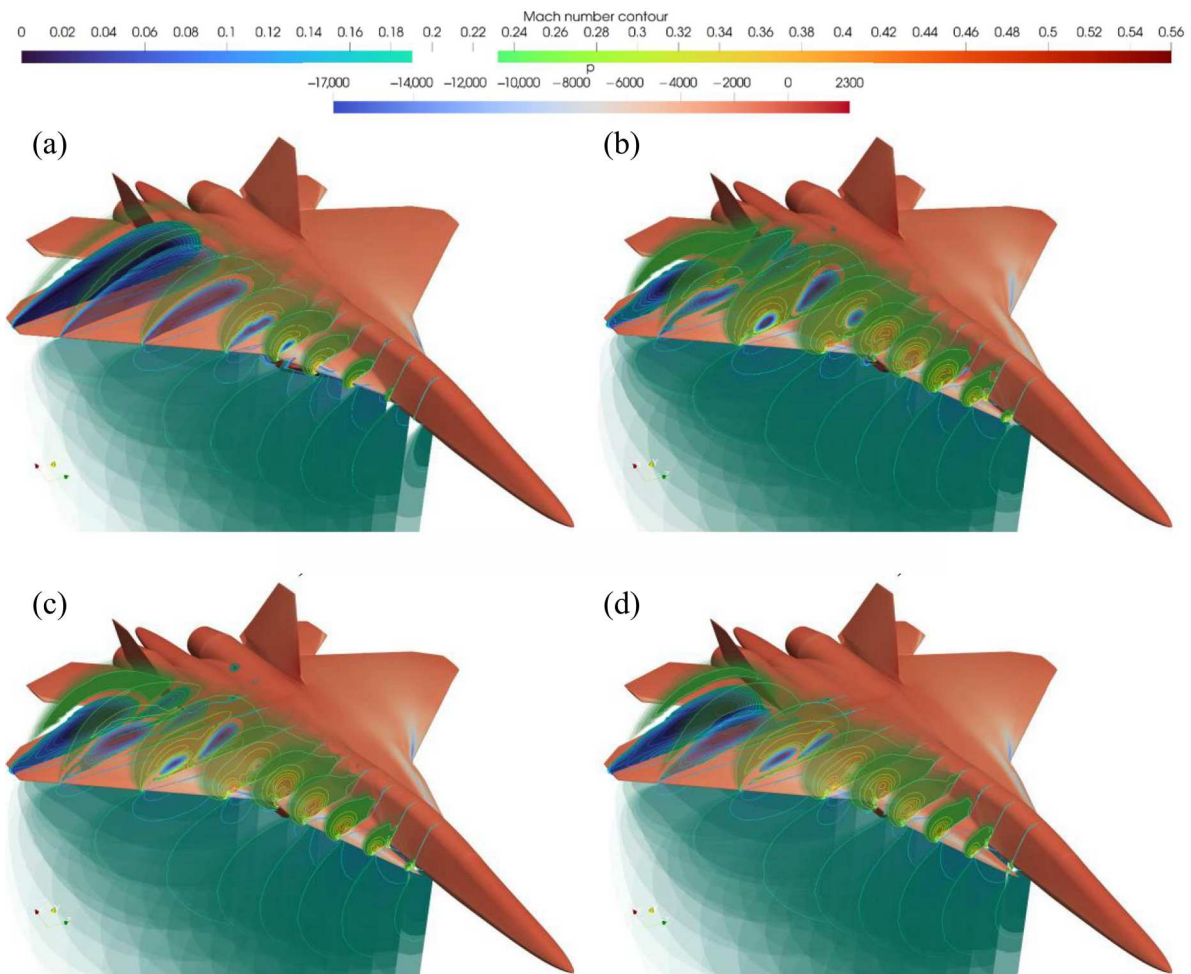 Mach number contour
0 0.02 0.04 0.06 0.08 0.1 0.12 0.14 0.16 0.18 0.2 0.22 0.24 0.26 0.28 0.3 0.32 0.34 0.36 0.38 0.4 0.42 0.44 0.46 0.48 0.5 0.52 0.54 0.56
p
−17,000 −14,000 −12,000 −10,000 −8000 −6000 −4000 −2000 0 2300
(a) (b)
(c) (d)